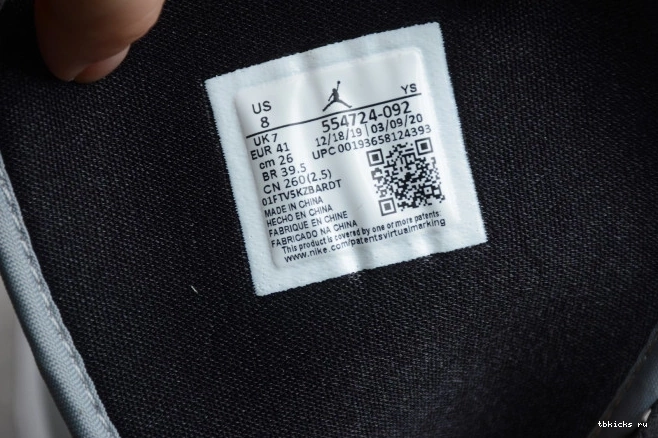 US YS
8 554724-092
UK 7 12/18/19 | 03/09/20
EUR 41 UPC 00193658124393
cm 26
BR 39.5
CN 260(2.5)
01FTV5KZBARDT
MADE IN CHINA
HECHO EN CHINA
FABRIQUE EN CHINE
FABRICADO NA CHINA
This product is covered by one or more patents:
www.nike.com/patentsvirtualmarking
tbkicks ru